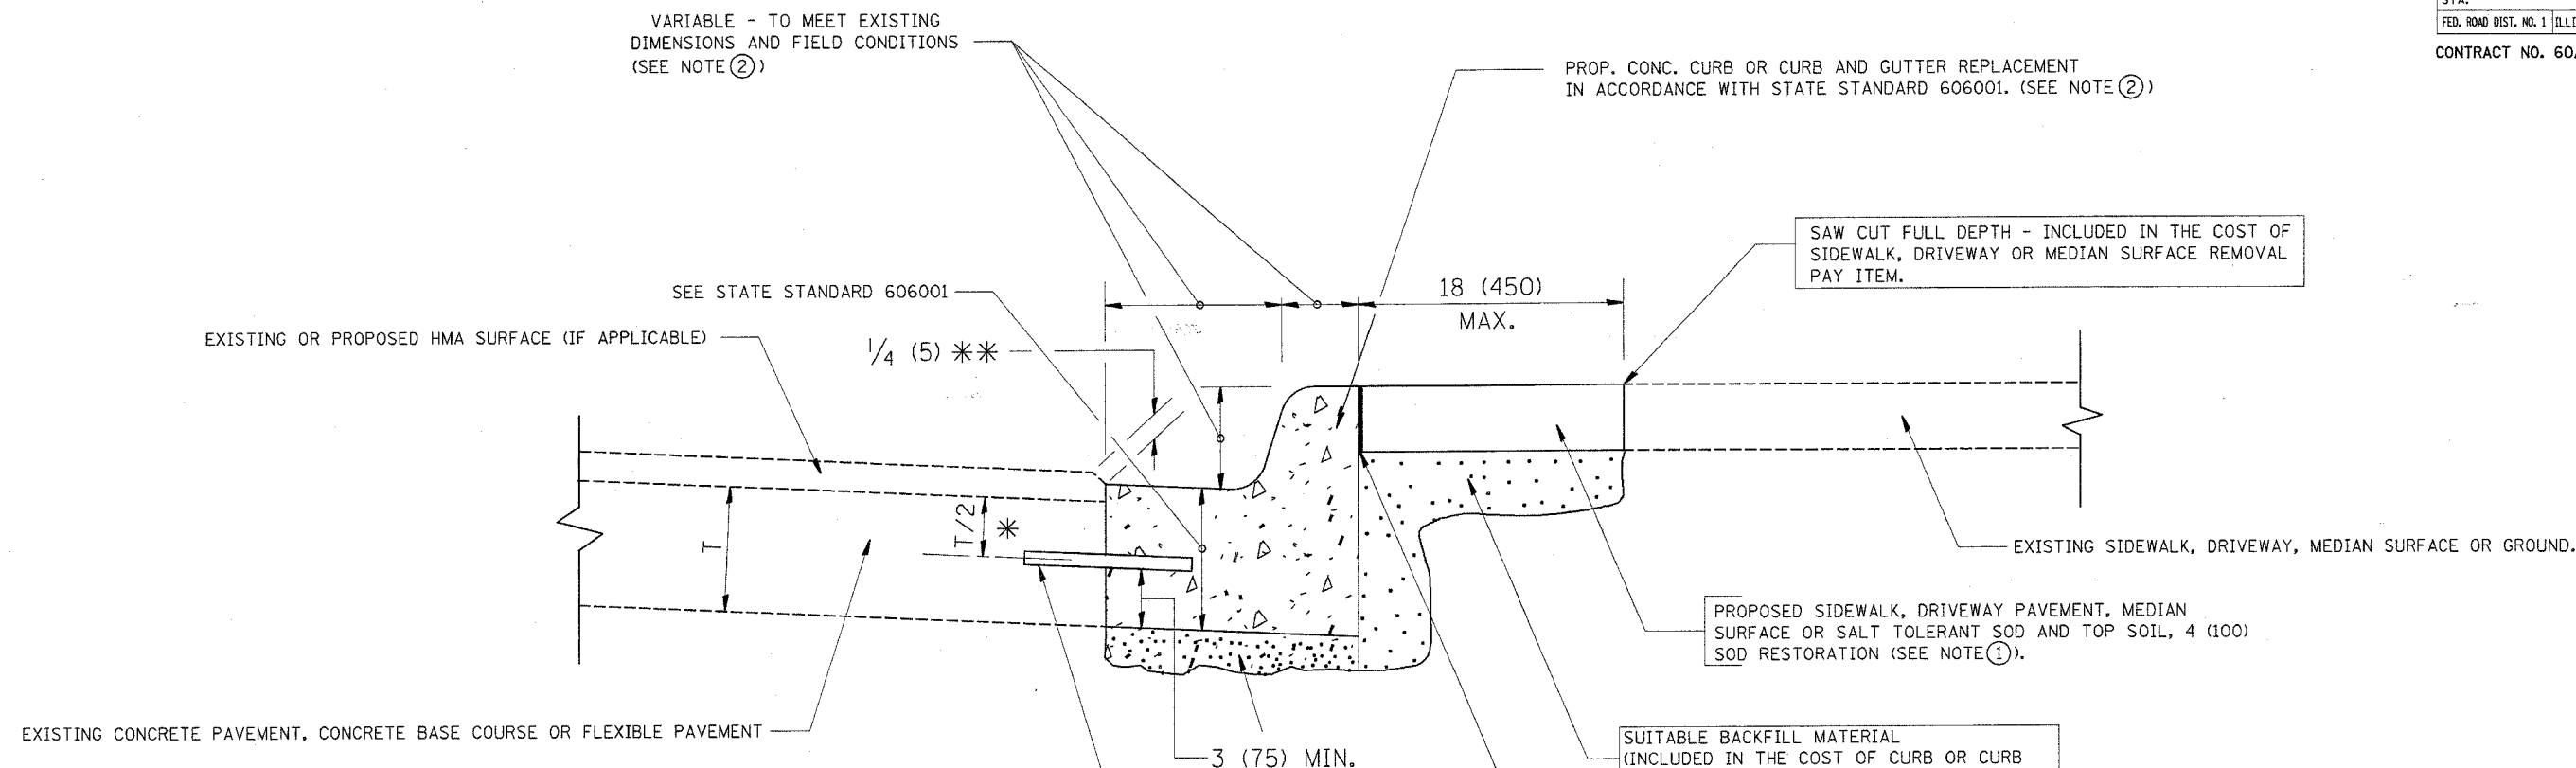 VARIABLE - TO MEET EXISTING
DIMENSIONS AND FIELD CONDITIONS
(SEE NOTE ②)
STA.
FED. ROAD DIST. NO. 1
CONTRACT NO.
PROP. CONC. CURB OR CURB AND GUTTER REPLACEMENT
IN ACCORDANCE WITH STATE STANDARD 606001. (SEE NOTE ②)
SAW CUT FULL DEPTH - INCLUDED IN THE COST OF
SIDEWALK, DRIVEWAY OR MEDIAN SURFACE REMOVAL
PAY ITEM.
SEE STATE STANDARD 606001
18 (450)
MAX.
EXISTING OR PROPOSED HMA SURFACE (IF APPLICABLE)
1/4 (5) **
T
T/2
*
EXISTING SIDEWALK, DRIVEWAY, MEDIAN SURFACE OR GROUND.
PROPOSED SIDEWALK, DRIVEWAY PAVEMENT, MEDIAN
SURFACE OR SALT TOLERANT SOD AND TOP SOIL, 4 (100)
SOD RESTORATION (SEE NOTE ①).
EXISTING CONCRETE PAVEMENT, CONCRETE BASE COURSE OR FLEXIBLE PAVEMENT
3 (75) MIN.
SUITABLE BACKFILL MATERIAL
(INCLUDED IN THE COST OF CURB OR CURB